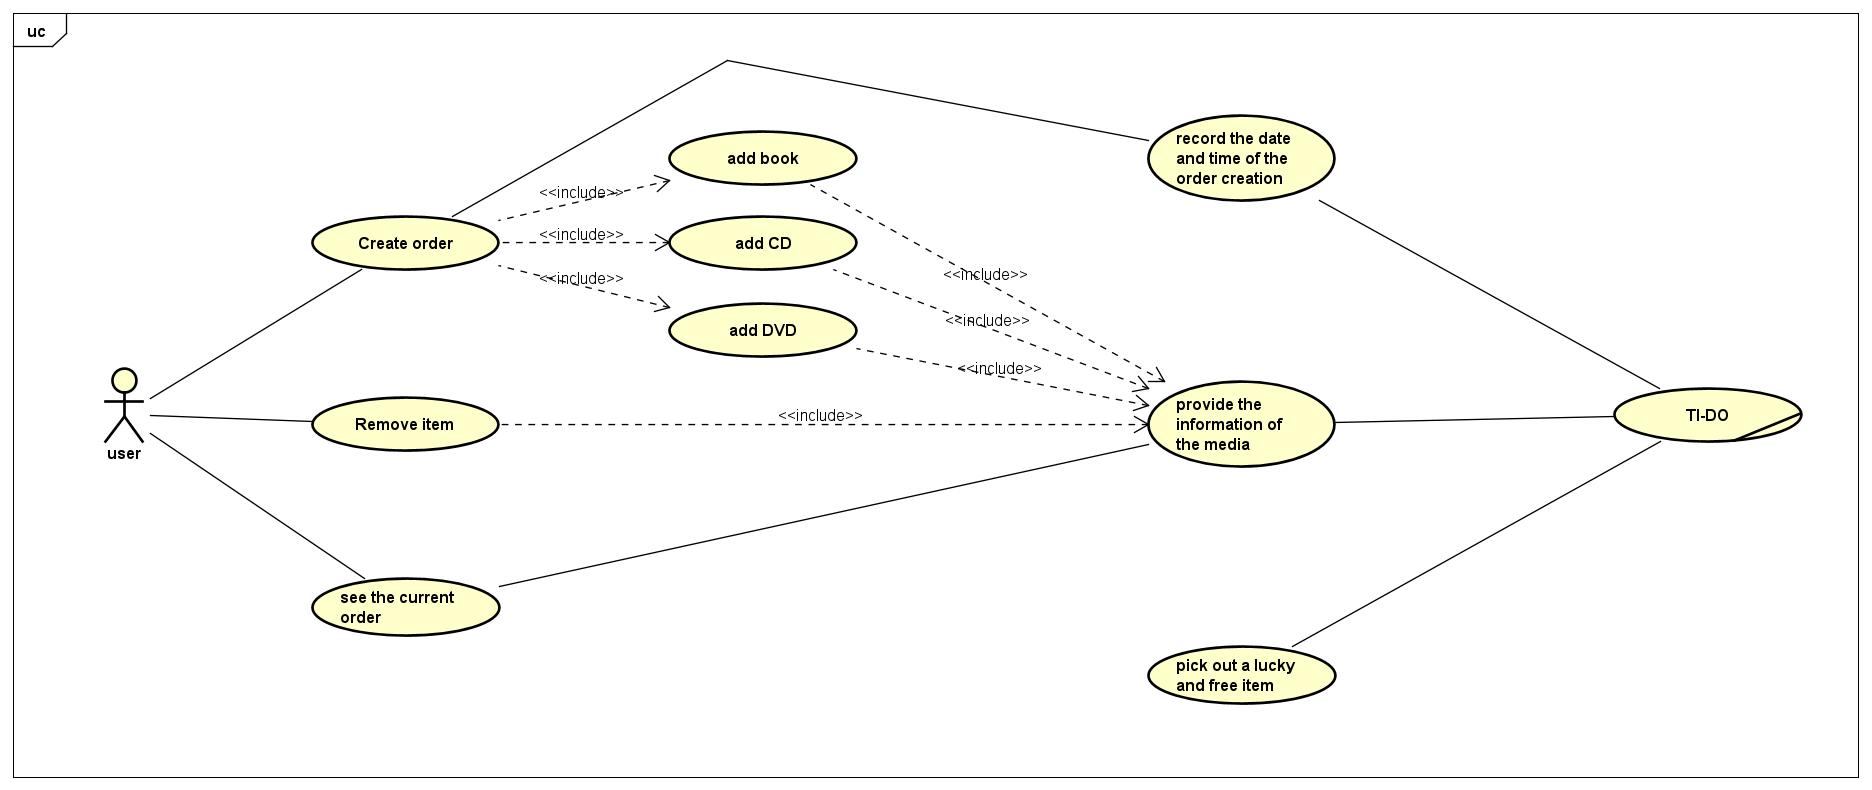 uc
record the date
and time of the
order creation
add book
<<include>>
Create order
<<include>>
add CD
<<include>>
<<include>>
<<include>>
add DVD
<<include>>
user
Remove item
<<include>>
provide the
information of
the media
TI-DO
see the current
order
pick out a lucky
and free item